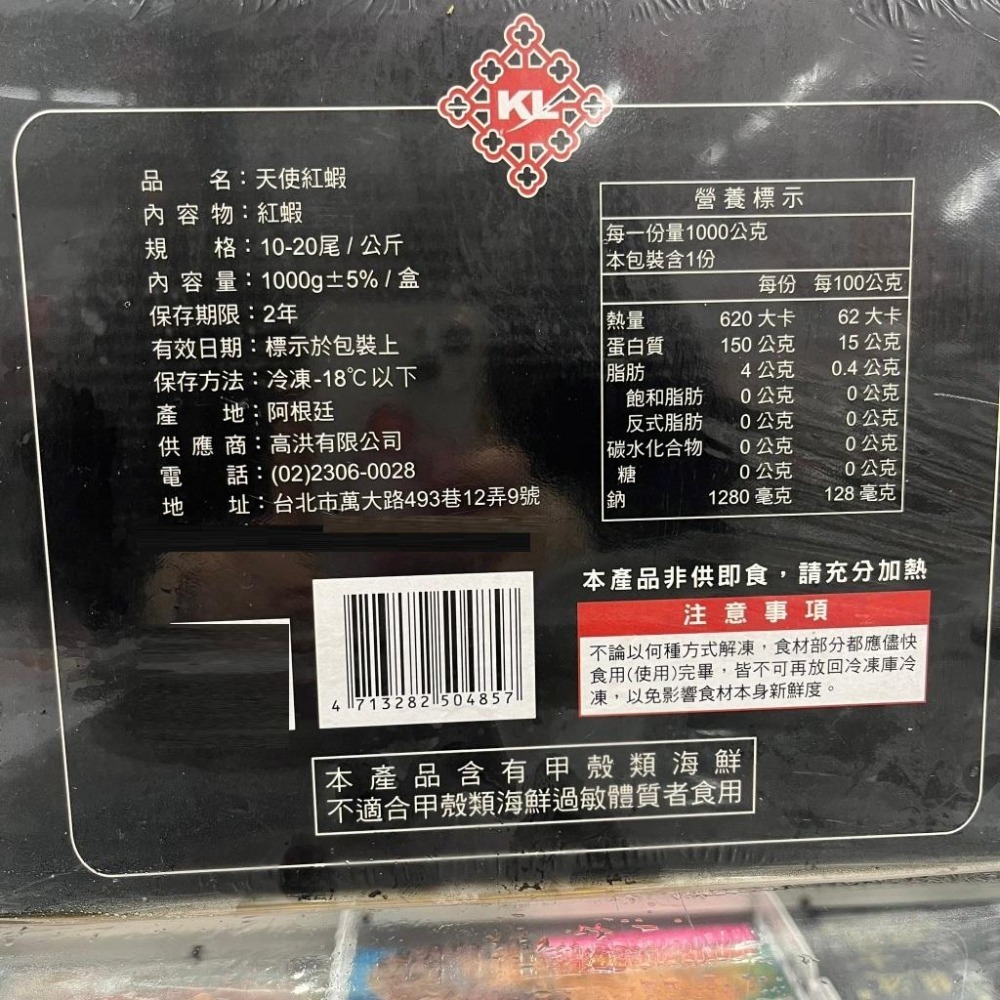 KL
品名：天使紅蝦
內容物：紅蝦
規格：10-20尾 / 公斤
內容量：1000g±5% / 盒
保存期限：2年
有效日期：標示於包裝上
保存方法：冷凍-18℃以下
產地：阿根廷
供應商：高洪有限公司
電話：(02)2306-0028
地址：台北市萬大路493巷12弄9號
營養標示
每一份量1000公克
本包裝含1份
每份 每100公克
熱量 620 大卡 62 大卡
蛋白質 150 公克 15 公克
脂肪 4 公克 0.4 公克
飽和脂肪 0 公克 0 公克
反式脂肪 0 公克 0 公克
碳水化合物 0 公克 0 公克
糖 0 公克 0 公克
鈉 1280 毫克 128 毫克
本產品非供即食，請充分加熱
注意事項
不論以何種方式解凍，食材部分都應儘快
食用(使用)完畢，皆不可再放回冷凍庫冷
凍，以免影響食材本身新鮮度。
4 713282 504857
本產品含有甲殼類海鮮
不適合甲殼類海鮮過敏體質者食用